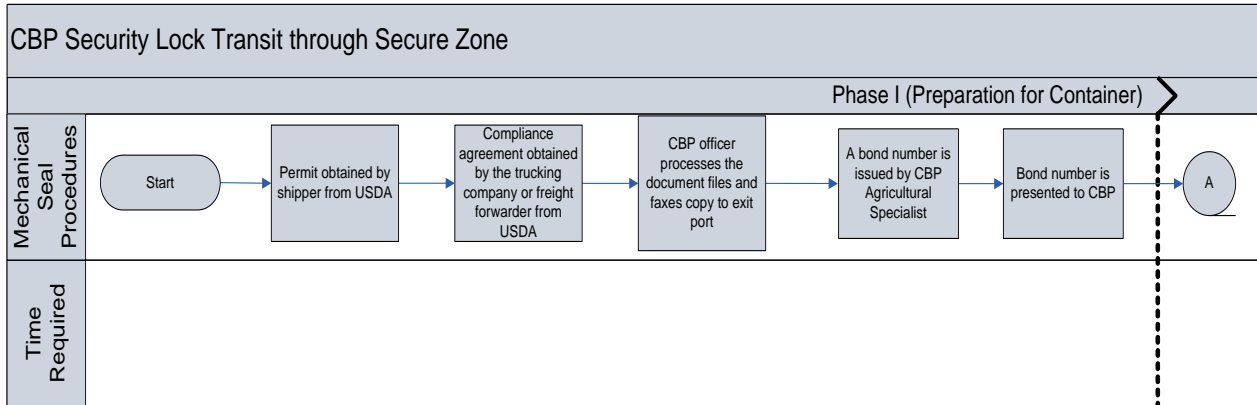 CBP Security Lock Transit through Secure Zone
Phase I (Preparation for Container)
Mechanical
Seal
Procedures
Start
Permit obtained by
shipper from USDA
Compliance
agreement obtained
by the trucking
company or freight
forwarder from
USDA
CBP officer
processes the
document files and
faxes copy to exit
port
A bond number is
issued by CBP
Agricultural
Specialist
Bond number is
presented to CBP
A
Time
Required